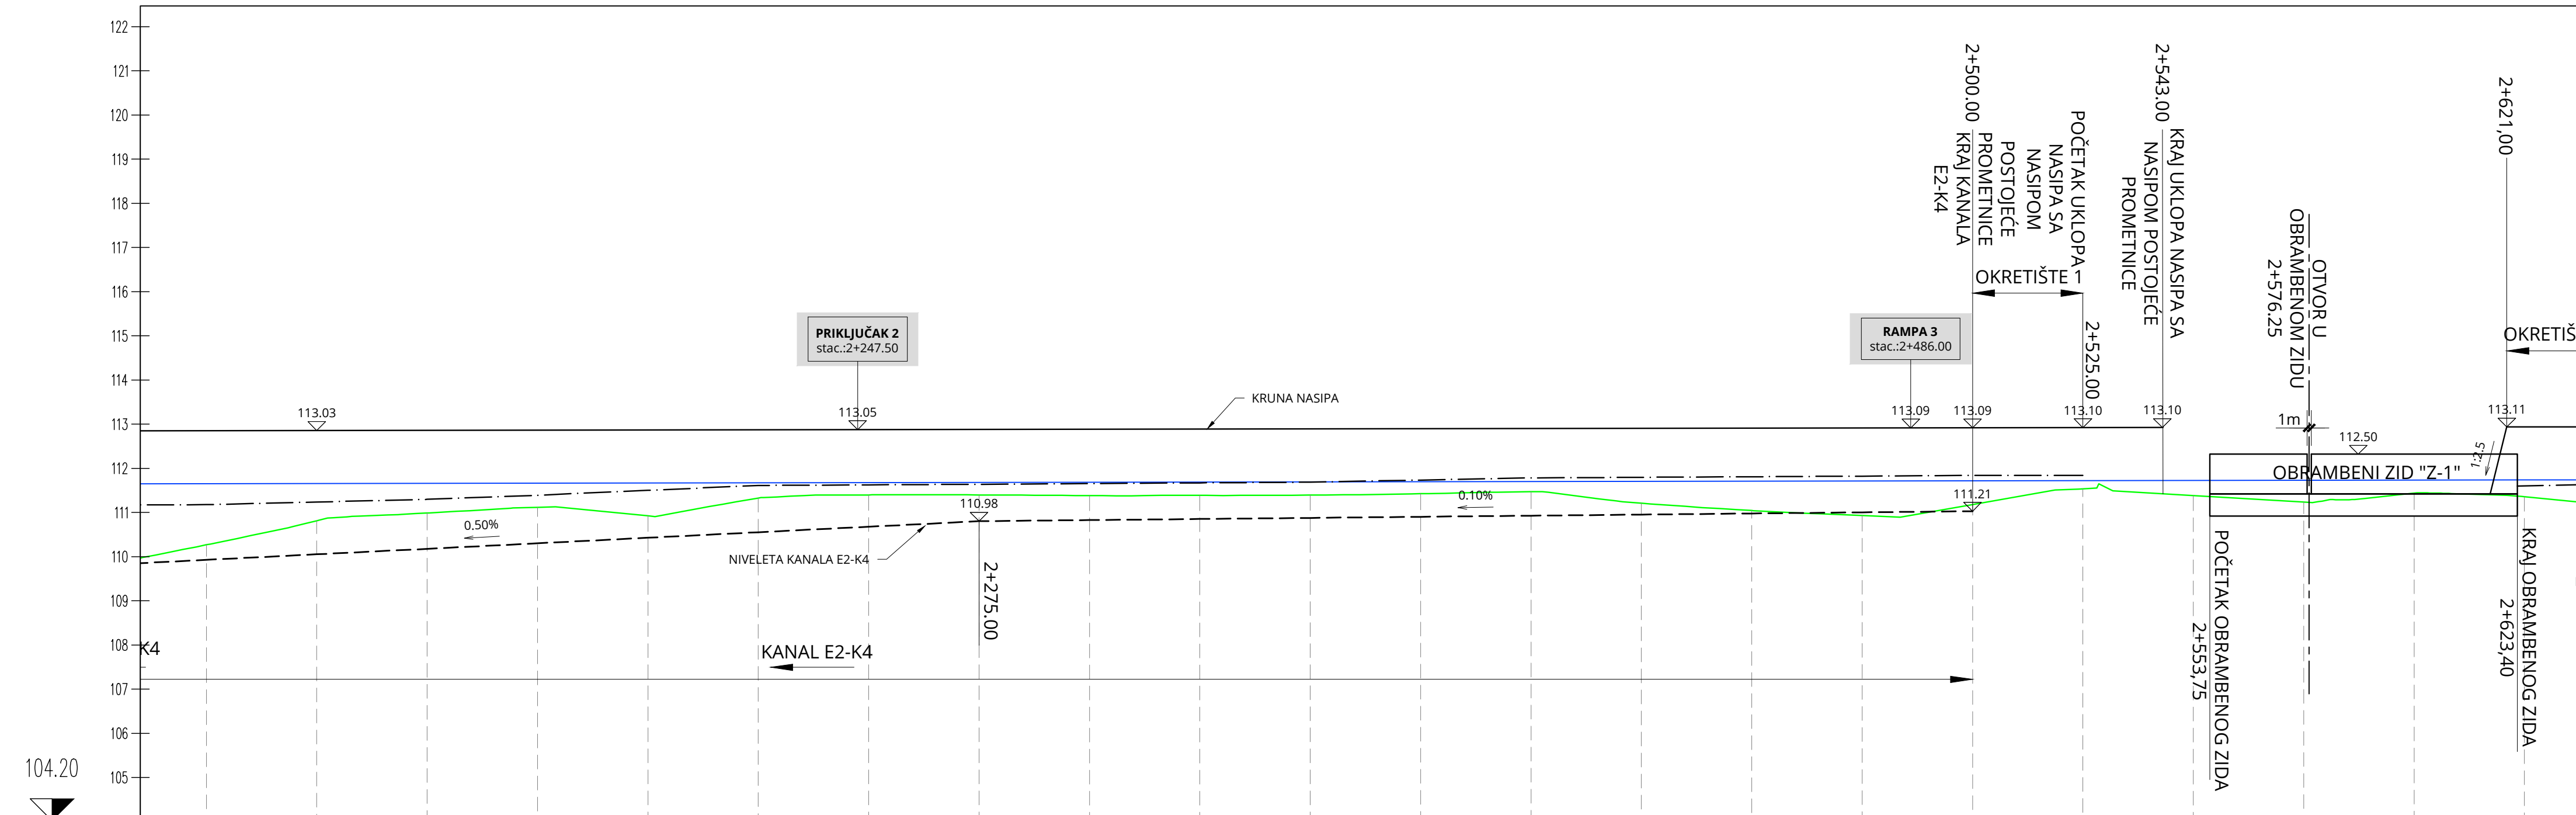 122
121
120
119
118
117
116
115
114
113
112
111
110
109
108
107
106
105
104.20
K4
113.03
PRIKLJUČAK 2
stac.:2+247.50
113.05
KRUNA NASIPA
0.50%
NIVELETA KANALA E2-K4
110.98
2+275.00
KANAL E2-K4
0.10%
RAMPA 3
stac.:2+486.00
113.09
113.09
111.21
2+500.00
KRAJ KANALA
E2-K4
OKRETIŠTE 1
POČETAK UKLOPA
NASIPA SA
NASIPOM
POSTOJEĆE
PROMETNICE
2+525.00
113.10
2+543.00
KRAJ UKLOPA NASIPA SA
NASIPOM POSTOJEĆE
PROMETNICE
113.10
OTVOR U
OBRAMBENOM ZIDU
2+576.25
1m
112.50
OBRAMBENI ZID "Z-1"
1:2.5
2+621,00
OKRETIŠ
113.11
POČETAK OBRAMBENOG ZIDA
2+553,75
KRAJ OBRAMBENOG ZIDA
2+623,40